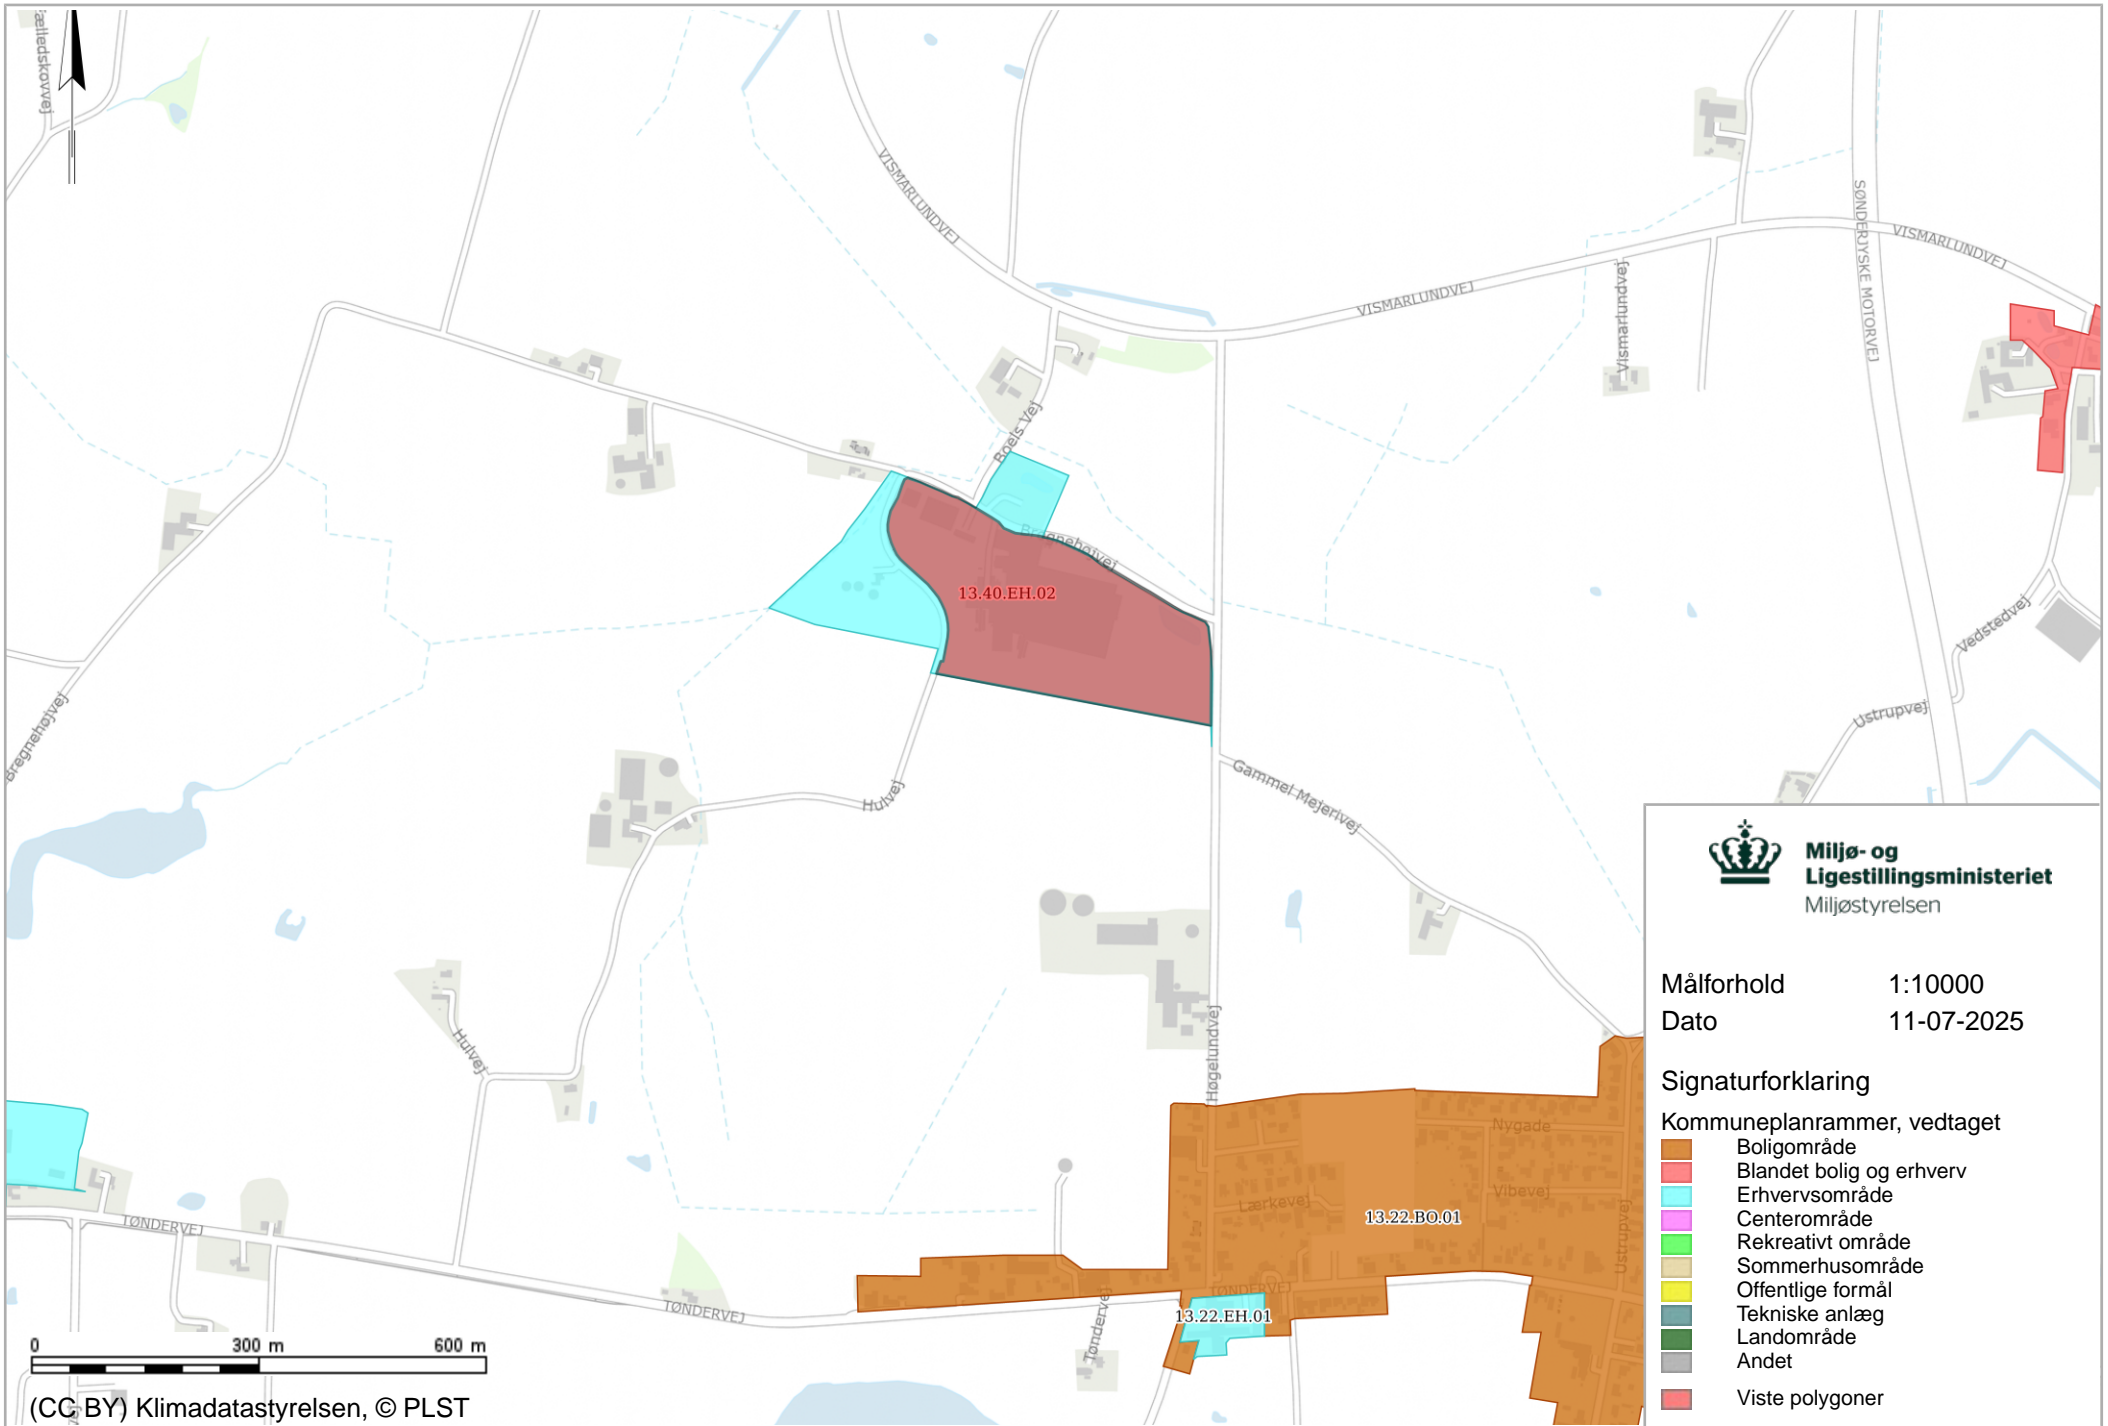 ælledskovvej
VISMARLUNDVEJ
SØNDERJYSKE MOTORVEJ
VISMARLUNDVEJ
Vismarlundvej
VISMARLUNDVEJ
Boels Vej
Bregnehøjvej
13.40.EH.02
Vedstedvej
Ustrupvej
Bregnehøjvej
Gammel Mejerivej
Hulvej
Hulvej
Høgelundvej
Nygade
Vibevej
Lærkevej
13.22.BO.01
Ustrupvej
TØNDERVEJ
TØNDERVEJ
TØNDERVEJ
13.22.EH.01
Tøndervej
Miljø- og
Ligestillingsministeriet
Miljøstyrelsen
Målforhold 1:10000
Dato 11-07-2025
Signaturforklaring
Kommuneplanrammer, vedtaget
Boligområde
Blandet bolig og erhverv
Erhvervsområde
Centerområde
Rekreativt område
Sommerhusområde
Offentlige formål
Tekniske anlæg
Landområde
Andet
Viste polygoner
0 300 m 600 m
(CC BY) Klimadatastyrelsen, © PLST